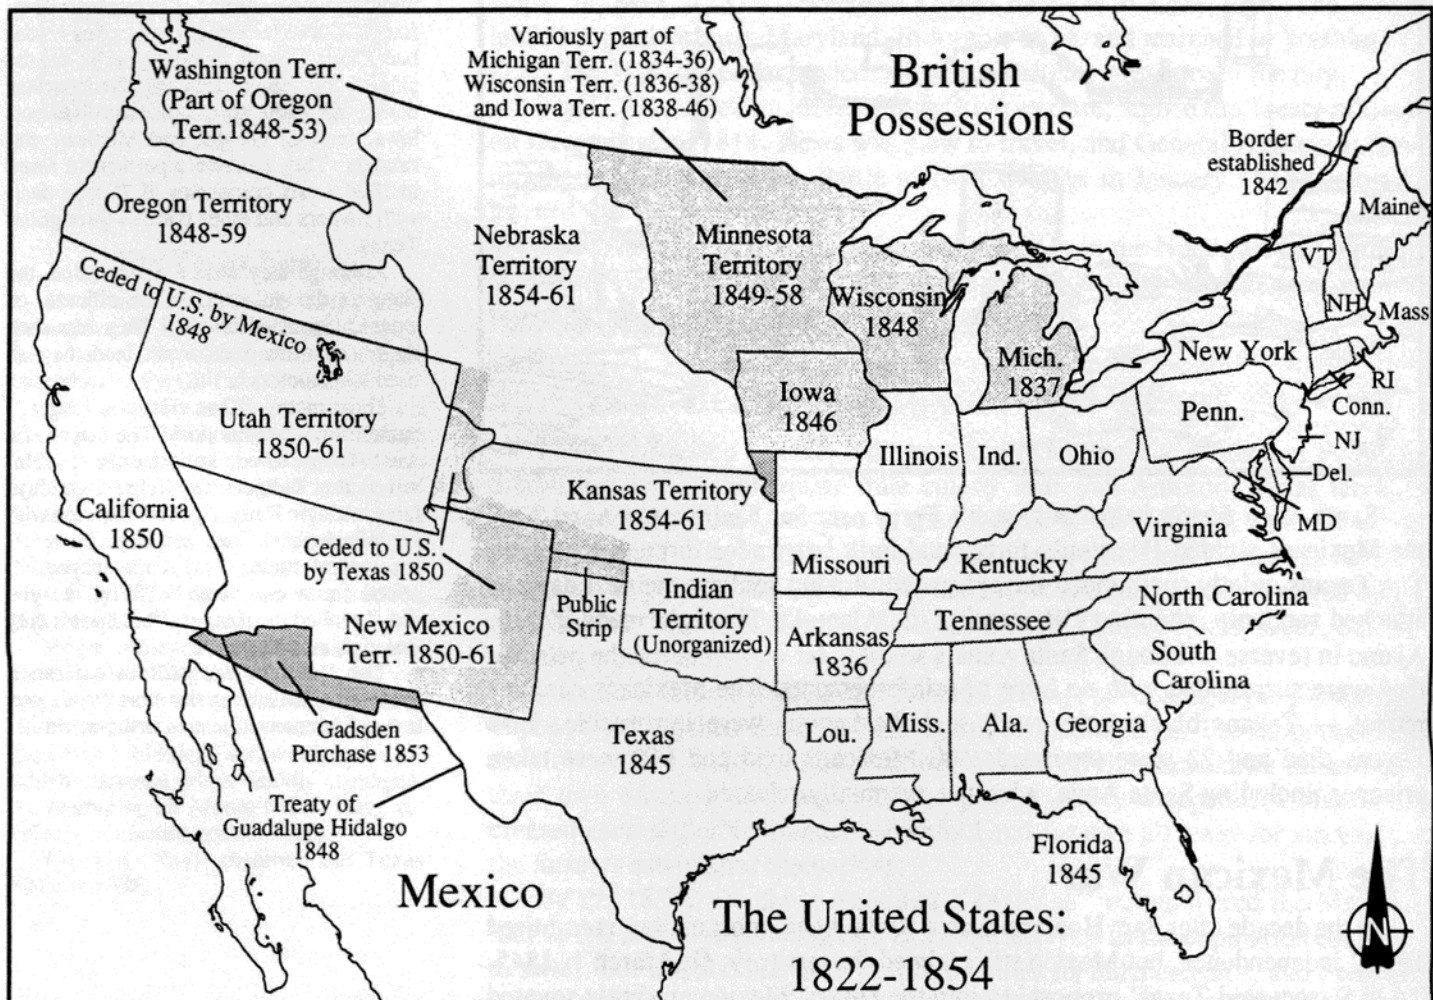 Washington Terr.
(Part of Oregon
Terr.1848-53)
Variously part of
Michigan Terr. (1834-36)
Wisconsin Terr. (1836-38)
and Iowa Terr. (1838-46)
British
Possessions
Border
established
1842
Maine
Oregon Territory
1848-59
Nebraska
Territory
1854-61
Minnesota
Territory
1849-58
Wisconsin
1848
VT
NH
Mass
Ceded to U.S. by Mexico
1848
Mich.
1837
New York
RI
Conn.
NJ
Penn.
Del.
MD
Utah Territory
1850-61
Iowa
1846
Illinois
Ind.
Ohio
California
1850
Kansas Territory
1854-61
Virginia
Ceded to U.S.
by Texas 1850
Missouri
Kentucky
Public
Strip
Indian
Territory
(Unorganized)
North Carolina
Tennessee
New Mexico
Terr. 1850-61
Arkansas
1836
South
Carolina
Gadsden
Purchase 1853
Texas
1845
Lou.
Miss.
Ala.
Georgia
Treaty of
Guadalupe Hidalgo
1848
Florida
1845
Mexico
The United States:
1822-1854
N